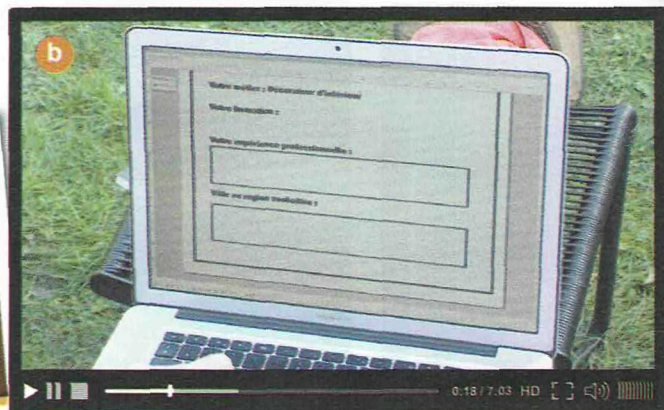 b
Votre métier : Décorateur d'intérieur
Votre formation :
Votre expérience professionnelle :
Ville ou région souhaitée :
0:18 / 7:03 HD